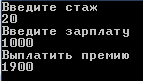 Введите стаж
20
Введите зарплату
1000
Выплатить премию
1900